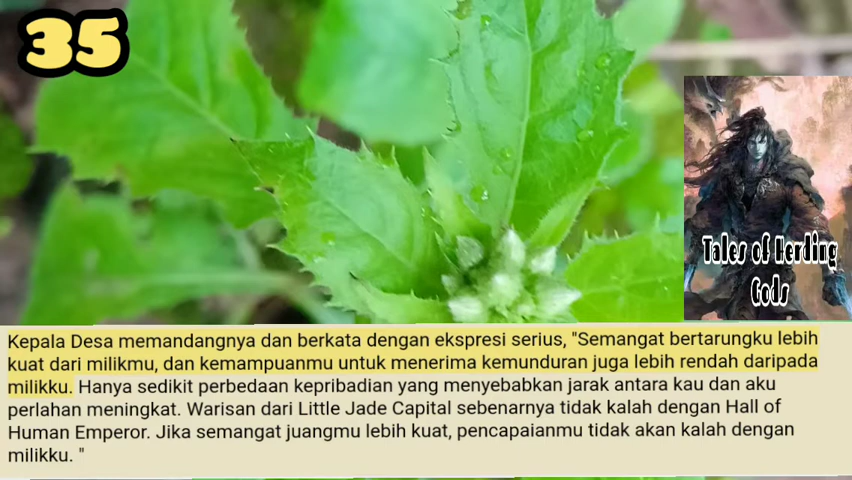 35
Tales of Herding
Gods
Kepala Desa memandangnya dan berkata dengan ekspresi serius, "Semangat bertarungku lebih
kuat dari milikmu, dan kemampuanmu untuk menerima kemunduran juga lebih rendah daripada
milikku. Hanya sedikit perbedaan kepribadian yang menyebabkan jarak antara kau dan aku
perlahan meningkat. Warisan dari Little Jade Capital sebenarnya tidak kalah dengan Hall of
Human Emperor. Jika semangat juangmu lebih kuat, pencapaianmu tidak akan kalah dengan
milikku. "